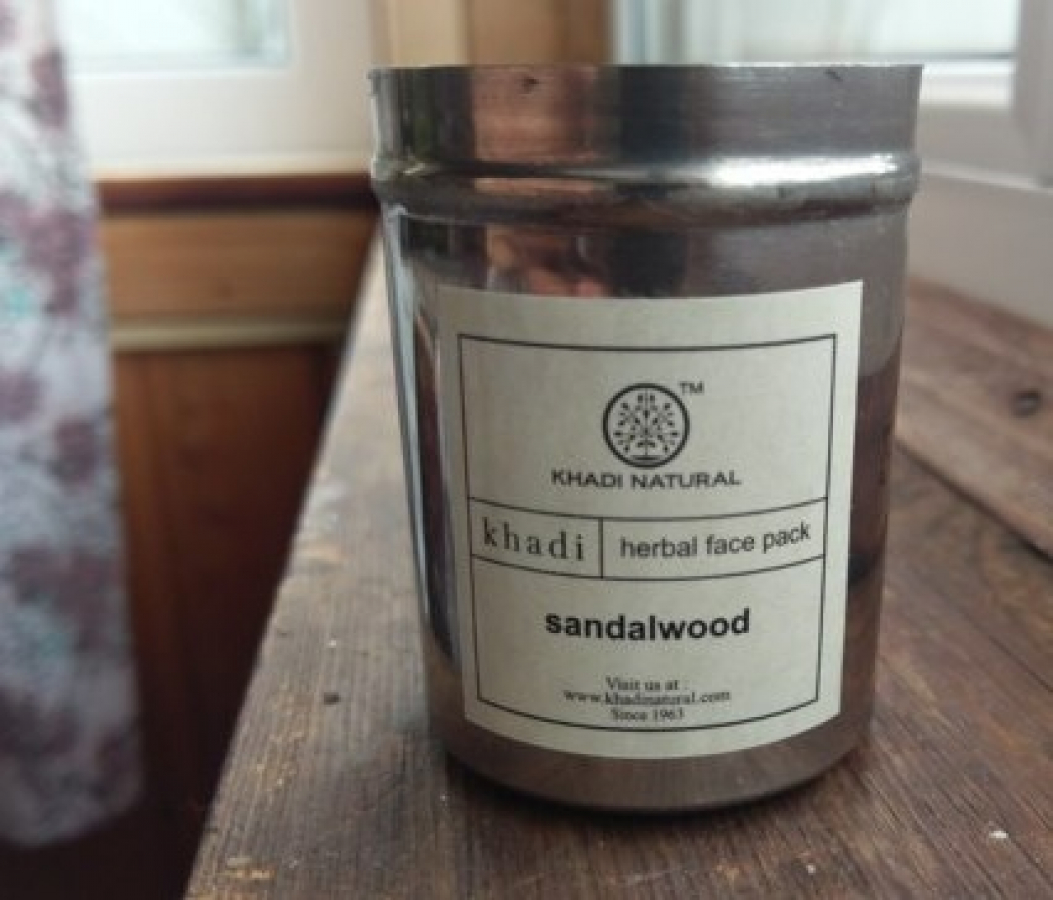 TM
KHADI NATURAL
khadi herbal face pack
sandalwood
Visit us at :
www.khadinatural.com
Since 1963